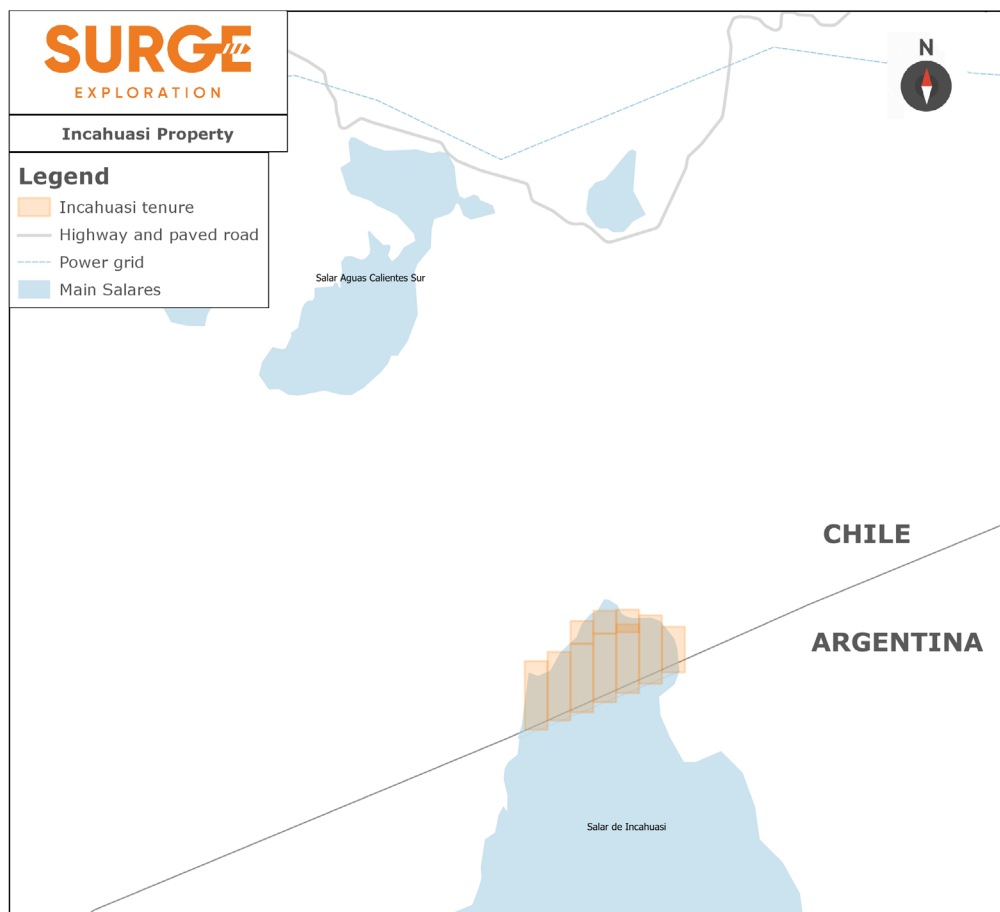 SURGE
EXPLORATION
Incahuasi Property
Legend
Incahuasi tenure
Highway and paved road
Power grid
Main Salares
N
Salar Aguas Calientes Sur
CHILE
ARGENTINA
Salar de Incahuasi